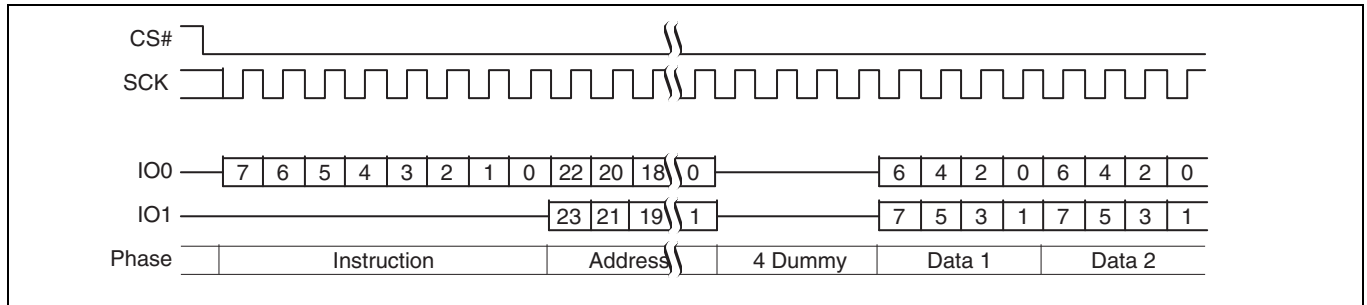 CS#
SCK
IO0 7 6 5 4 3 2 1 0 22 20 18 0 6 4 2 0 6 4 2 0
IO1 23 21 19 1 7 5 3 1 7 5 3 1
Phase Instruction Address 4 Dummy Data 1 Data 2